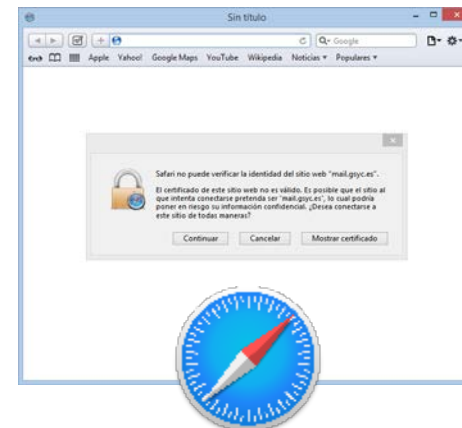 Sin título
Google
Apple Yahoo! Google Maps YouTube Wikipedia Noticias Populares
Safari no puede verificar la identidad del sitio web "mail.gsyc.es".
El certificado de este sitio web no es válido. Es posible que el sitio al
que intenta conectarse pretenda ser "mail.gsyc.es", lo cual podría
poner en riesgo su información confidencial. ¿Desea conectarse a
este sitio de todas maneras?
Continuar Cancelar Mostrar certificado